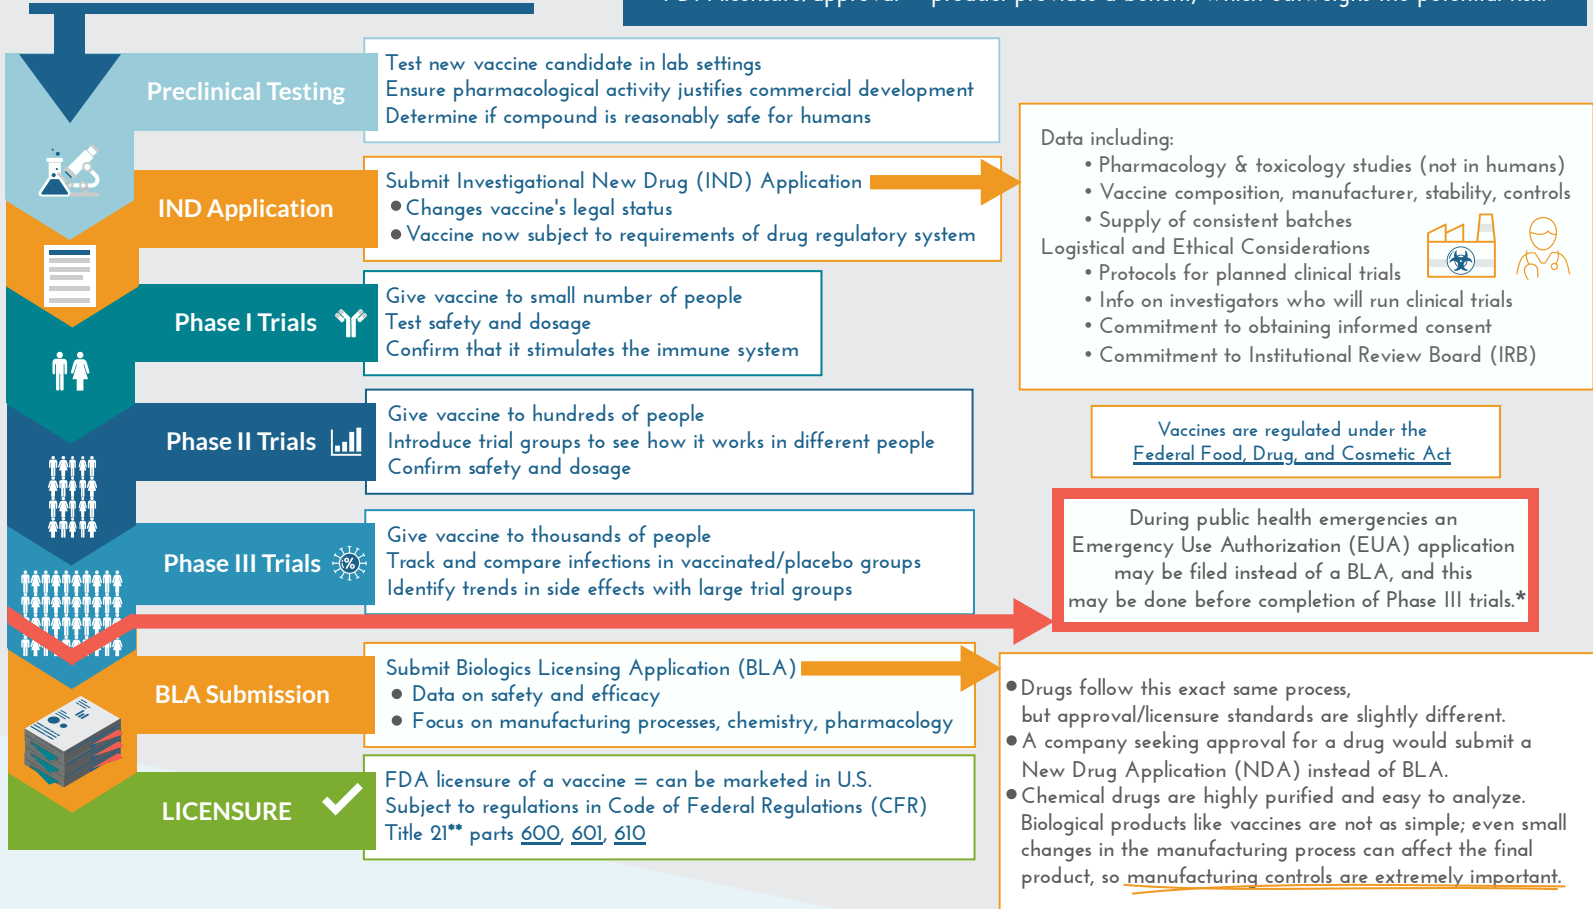 FDA licensure/approval = product provides a benefit, which outweighs the potential risk.
Preclinical Testing
Test new vaccine candidate in lab settings
Ensure pharmacological activity justifies commercial development
Determine if compound is reasonably safe for humans
IND Application
Submit Investigational New Drug (IND) Application
• Changes vaccine's legal status
• Vaccine now subject to requirements of drug regulatory system
Data including:
• Pharmacology & toxicology studies (not in humans)
• Vaccine composition, manufacturer, stability, controls
• Supply of consistent batches
Logistical and Ethical Considerations
• Protocols for planned clinical trials
• Info on investigators who will run clinical trials
• Commitment to obtaining informed consent
• Commitment to Institutional Review Board (IRB)
Phase I Trials
Give vaccine to small number of people
Test safety and dosage
Confirm that it stimulates the immune system
Phase II Trials
Give vaccine to hundreds of people
Introduce trial groups to see how it works in different people
Confirm safety and dosage
Vaccines are regulated under the
Federal Food, Drug, and Cosmetic Act
Phase III Trials
%
Give vaccine to thousands of people
Track and compare infections in vaccinated/placebo groups
Identify trends in side effects with large trial groups
During public health emergencies an
Emergency Use Authorization (EUA) application
may be filed instead of a BLA, and this
may be done before completion of Phase III trials.*
BLA Submission
Submit Biologics Licensing Application (BLA)
• Data on safety and efficacy
• Focus on manufacturing processes, chemistry, pharmacology
• Drugs follow this exact same process,
but approval/licensure standards are slightly different.
• A company seeking approval for a drug would submit a
New Drug Application (NDA) instead of BLA.
• Chemical drugs are highly purified and easy to analyze.
Biological products like vaccines are not as simple; even small
changes in the manufacturing process can affect the final
product, so manufacturing controls are extremely important.
LICENSURE
FDA licensure of a vaccine = can be marketed in U.S.
Subject to regulations in Code of Federal Regulations (CFR)
Title 21** parts 600, 601, 610